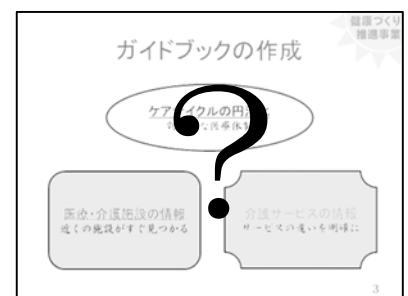 健康づくり
推進事業
ガイドブックの作成
ケアサイクルの円
?
医療・介護施設の情報
近くの施設がすぐ見つかる
介護サービスの情報
サービスの違いを明確に
3